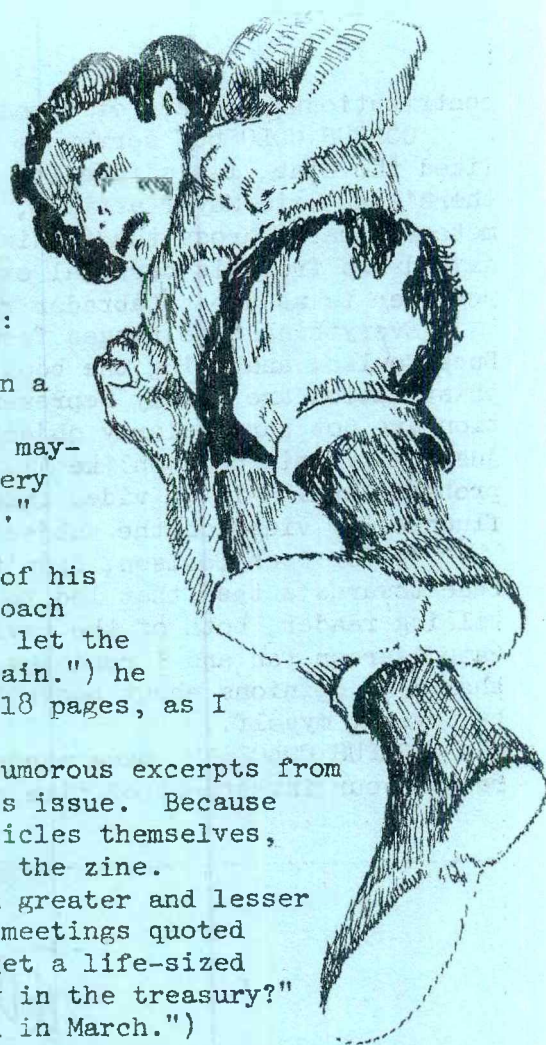 :
n a
may-
ery
."
of his
oach
let the
ain.") he
18 pages, as I
umorous excerpts from
s issue. Because
icles themselves,
the zine.
greater and lesser
meetings quoted
et a life-sized
in the treasury?"
in March.")